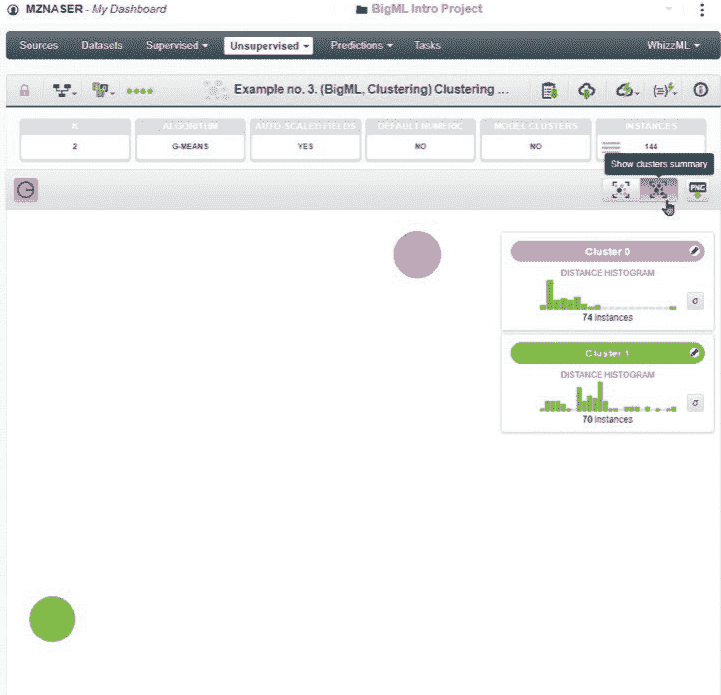 MZNASER - My Dashboard
BigML Intro Project
Sources Datasets Supervised Unsupervised Predictions Tasks WhizzML
Example no. 3. (BigML, Clustering) Clustering ...
K ALGORITHM AUTO-SCALED FIELDS DEFAULT NUMERIC MODEL CLUSTERS INSTANCES
2 G-MEANS YES NO NO 144
Show clusters summary
PNG
Cluster 0
DISTANCE HISTOGRAM
σ
74 instances
Cluster 1
DISTANCE HISTOGRAM
σ
70 instances